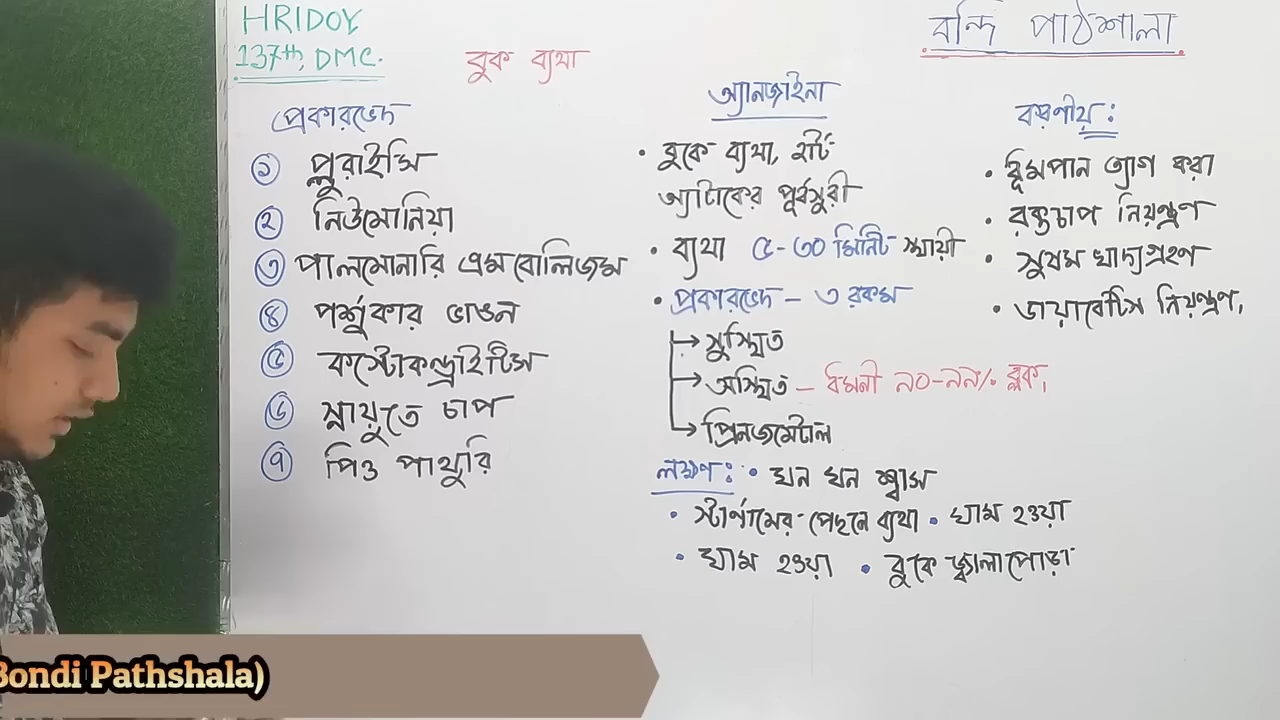 HRIDOY
137th, DMC.
বুক ব্যথা
বন্দি পাঠশালা
প্রকারভেদ
১ প্লুরাইসি
২ নিউমোনিয়া
৩ পালমোনারি এমবোলিজম
৪ পর্শুকার ভাঙন
৫ কস্টোকন্ড্রাইটিস
৬ স্নায়ুতে চাপ
৭ পিও পাথুরি
অ্যানজাইনা
• বুকে ব্যথা, হার্ট
অ্যাটাকের পূর্বসুরী
• ব্যথা ৫-৩০ মিনিট স্থায়ী
• প্রকারভেদ - ৩ রকম
→ সুস্থিত
→ অস্থিত - ধমনী ৯০-৯৯% ব্লক,
→ প্রিনজমেটাল
লক্ষণ: • ঘন ঘন শ্বাস
• স্টার্ণামের পেছনে ব্যথা • ঘাম হওয়া
• ঘাম হওয়া • বুকে জ্বালাপোড়া
করণীয়:
• ধূমপান ত্যাগ করা
• রক্তচাপ নিয়ন্ত্রণ
• সুষম খাদ্যগ্রহণ
• ডায়াবেটিস নিয়ন্ত্রণ,
Bondi Pathshala)